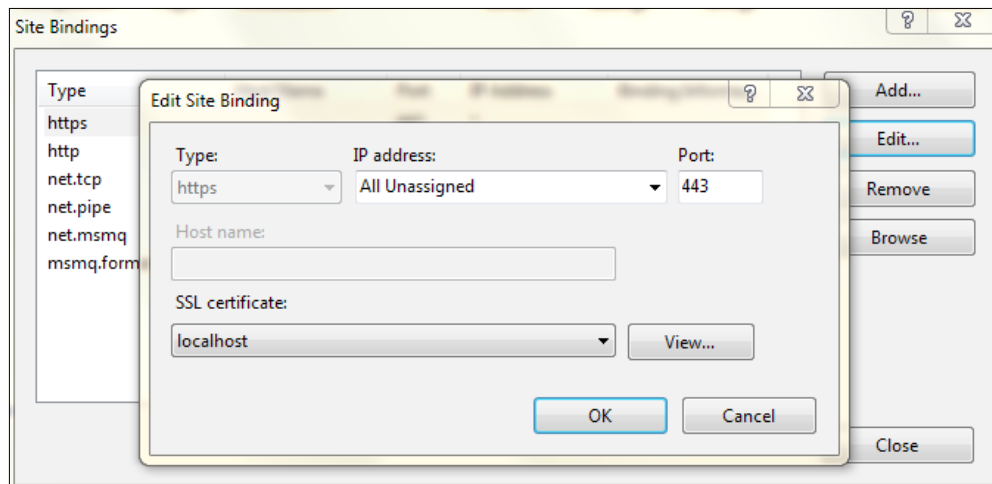 Site Bindings
Type
https
http
net.tcp
net.pipe
net.msmq
msmq.form
Add...
Edit...
Remove
Browse
Close
Edit Site Binding
Type:
IP address:
Port:
https
All Unassigned
443
Host name:
SSL certificate:
localhost
View...
OK
Cancel